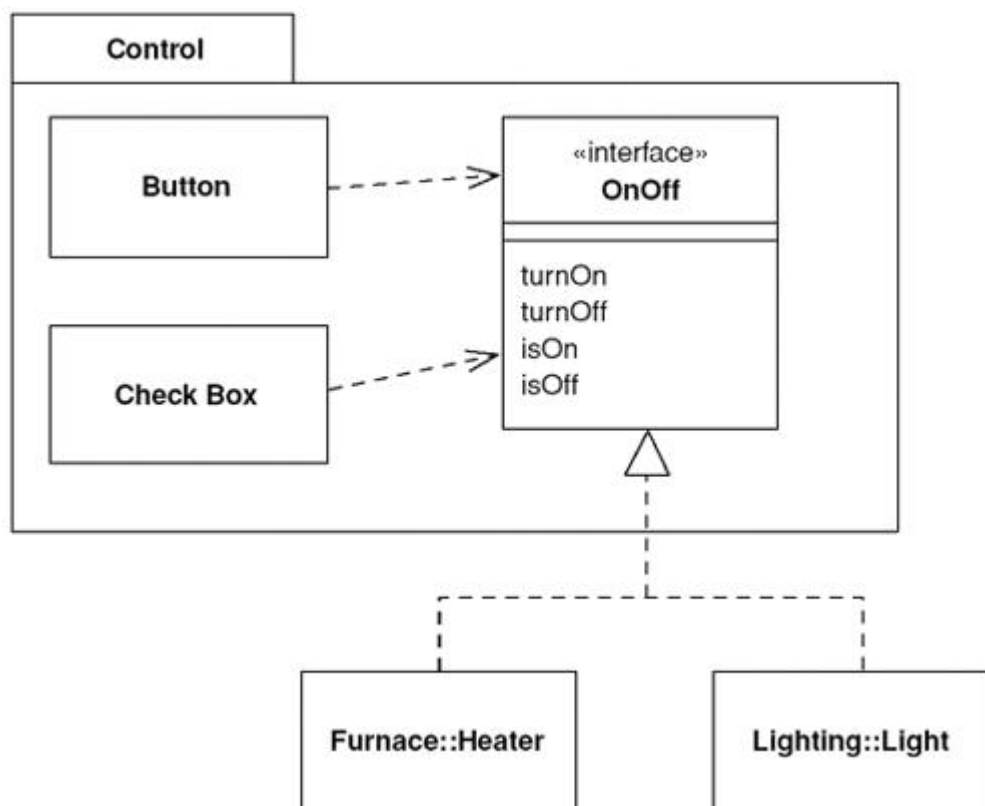 Control
Button
«interface»
OnOff
turnOn
turnOff
isOn
isOff
Check Box
Furnace::Heater
Lighting::Light